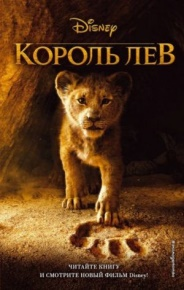 Disney
КОРОЛЬ ЛЕВ
ЧИТАЙТЕ КНИГУ
И СМОТРИТЕ НОВЫЙ ФИЛЬМ Disney!